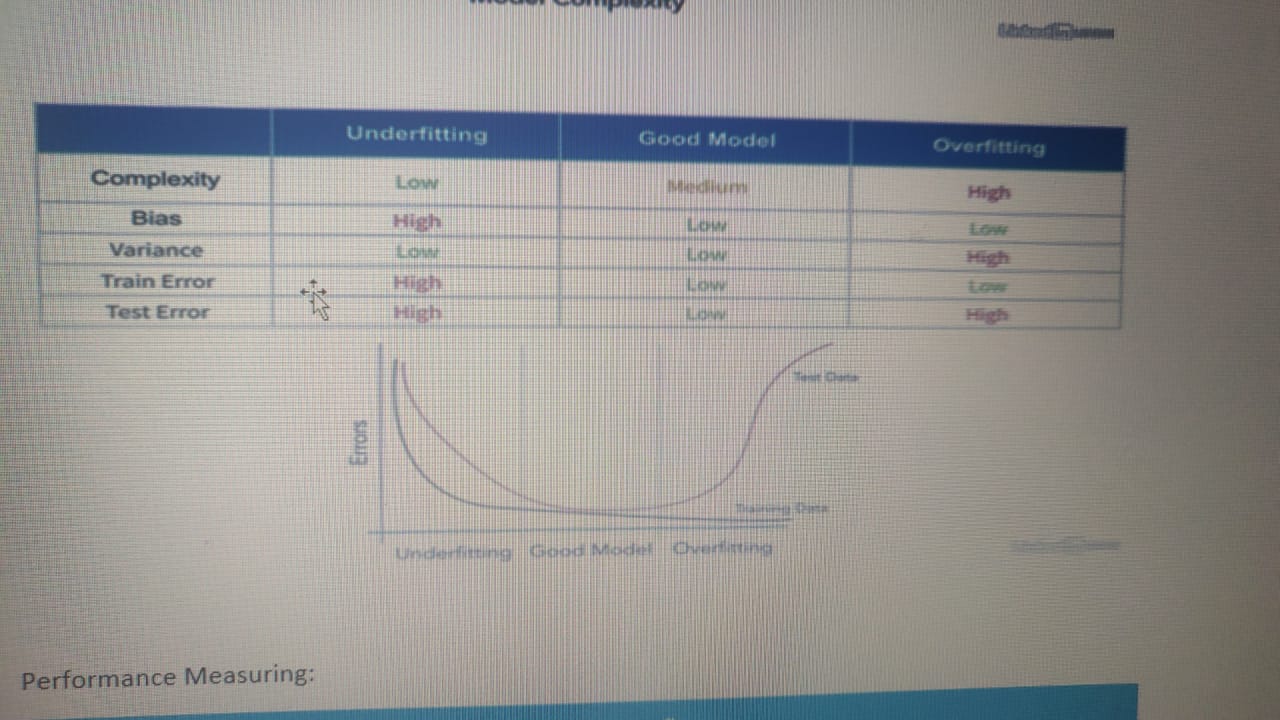 Model Complexity
Underfitting Good Model Overfitting
Complexity Low Medium High
Bias High Low Low
Variance Low Low High
Train Error High Low Low
Test Error High Low High
Test Data
Errors
Training Data
Underfitting Good Model Overfitting
Performance Measuring: